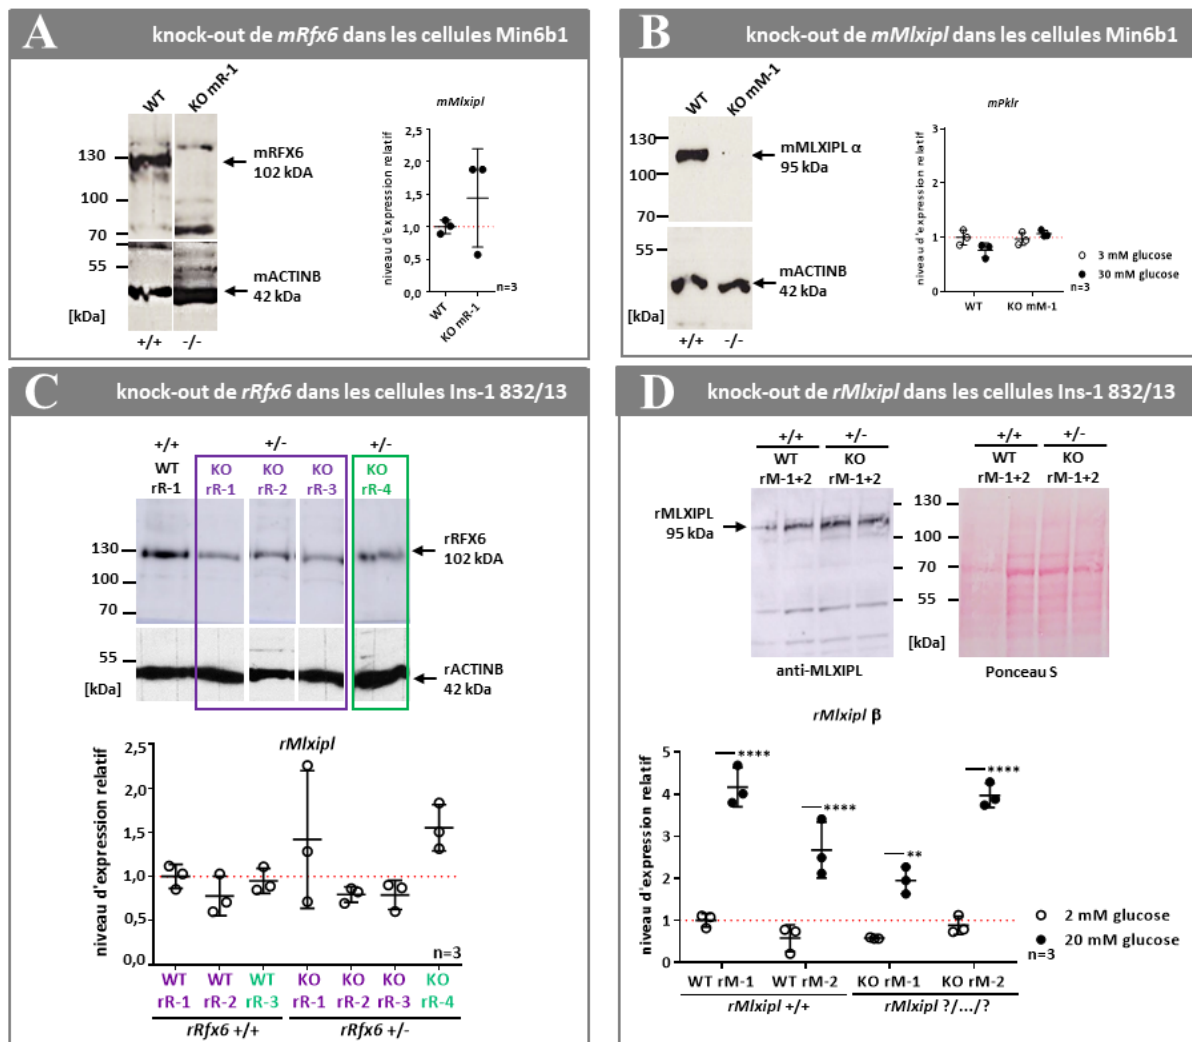 A
knock-out de mRfx6 dans les cellules Min6b1
WT
KO mR-1
130
100
70
55
[kDa]
mRFX6
102 kDA
mACTINB
42 kDa
+/+ -/-
mMlxipl
niveau d'expression relatif
2,5
2,0
1,5
1,0
0,5
0,0
WT
KO mR-1
n=3
B
knock-out de mMlxipl dans les cellules Min6b1
WT
KO mM-1
130
100
70
55
[kDa]
mMLXIPL α
95 kDa
mACTINB
42 kDa
+/+ -/-
mPklr
niveau d'expression relatif
3
2
1
0
WT KO mM-1
3 mM glucose
30 mM glucose
n=3
C
knock-out de rRfx6 dans les cellules Ins-1 832/13
+/+ +/- +/-
WT KO KO KO KO
rR-1 rR-1 rR-2 rR-3 rR-4
130
100
70
55
[kDa]
rRFX6
102 kDA
rACTINB
42 kDa
rMlxipl
niveau d'expression relatif
2,5
2,0
1,5
1,0
0,5
0,0
n=3
WT WT WT KO KO KO KO
rR-1 rR-2 rR-3 rR-1 rR-2 rR-3 rR-4
rRfx6 +/+ rRfx6 +/-
D
knock-out de rMlxipl dans les cellules Ins-1 832/13
+/+ +/- +/+ +/-
WT KO WT KO
rM-1+2 rM-1+2 rM-1+2 rM-1+2
rMLXIPL
95 kDa
130
100
70
55
[kDa]
anti-MLXIPL Ponceau S
rMlxipl β
niveau d'expression relatif
5
4
3
2
1
0
****
****
**
****
2 mM glucose
20 mM glucose
n=3
WT rM-1 WT rM-2 KO rM-1 KO rM-2
rMlxipl +/+ rMlxipl ?/.../?